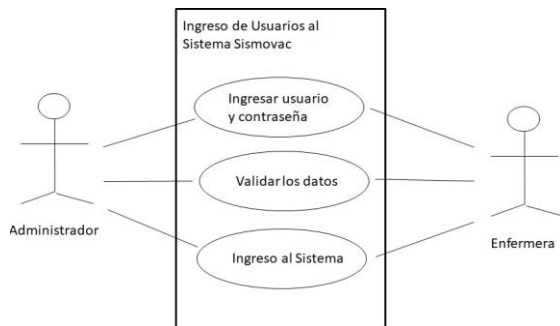 Ingreso de Usuarios al
Sistema Sismovac
Ingresar usuario
y contraseña
Validar los datos
Administrador
Enfermera
Ingreso al Sistema